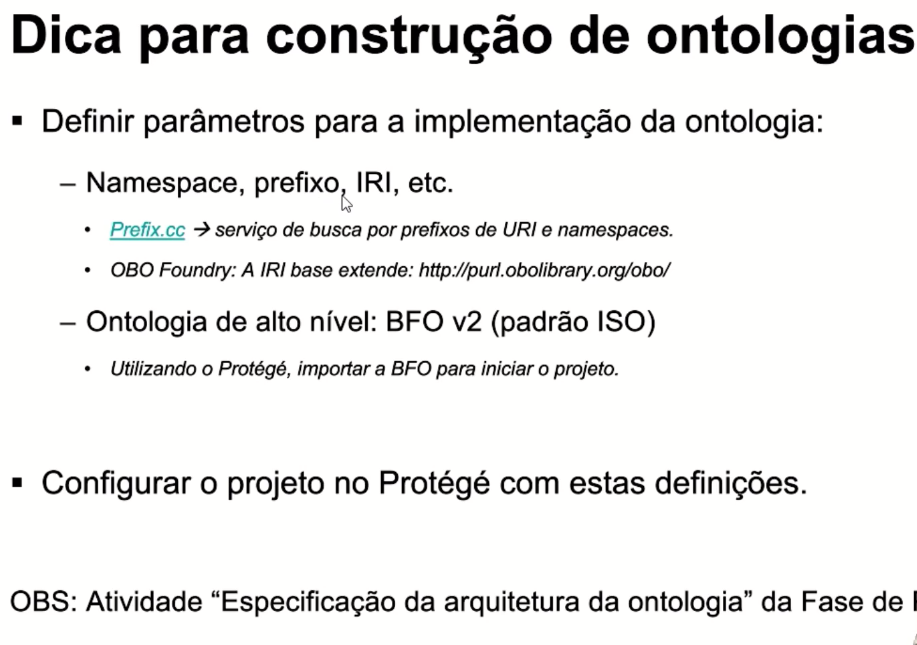 Dica para construção de ontologias
▪ Definir parâmetros para a implementação da ontologia:
– Namespace, prefixo, IRI, etc.
• Prefix.cc → serviço de busca por prefixos de URI e namespaces.
• OBO Foundry: A IRI base extende: http://purl.obolibrary.org/obo/
– Ontologia de alto nível: BFO v2 (padrão ISO)
• Utilizando o Protégé, importar a BFO para iniciar o projeto.
▪ Configurar o projeto no Protégé com estas definições.
OBS: Atividade “Especificação da arquitetura da ontologia” da Fase de